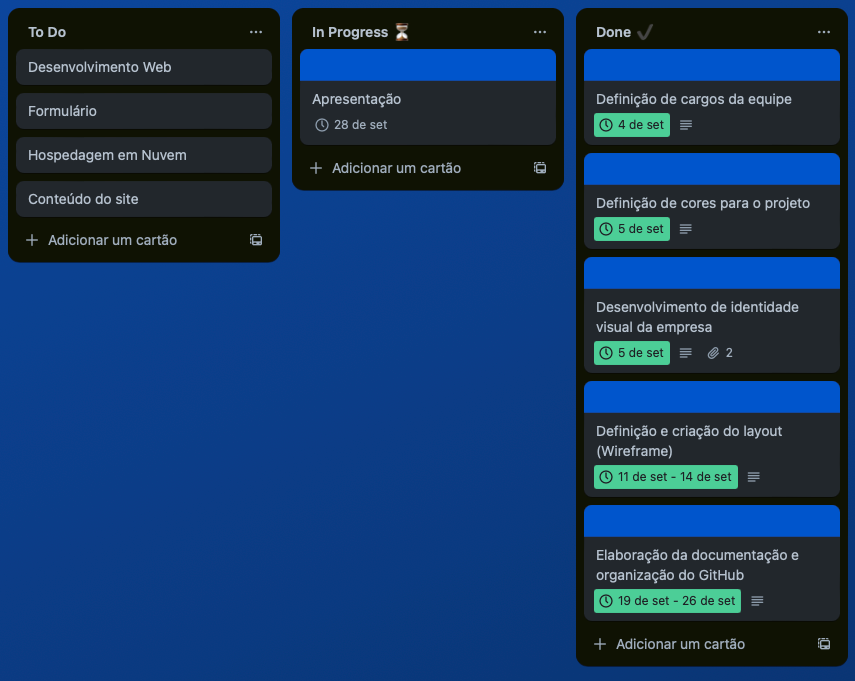 To Do
Desenvolvimento Web
Formulário
Hospedagem em Nuvem
Conteúdo do site
Adicionar um cartão
In Progress ⏳
Apresentação
28 de set
Adicionar um cartão
Done ✔️
Definição de cargos da equipe
4 de set
Definição de cores para o projeto
5 de set
Desenvolvimento de identidade
visual da empresa
5 de set 2
Definição e criação do layout
(Wireframe)
11 de set - 14 de set
Elaboração da documentação e
organização do GitHub
19 de set - 26 de set
Adicionar um cartão